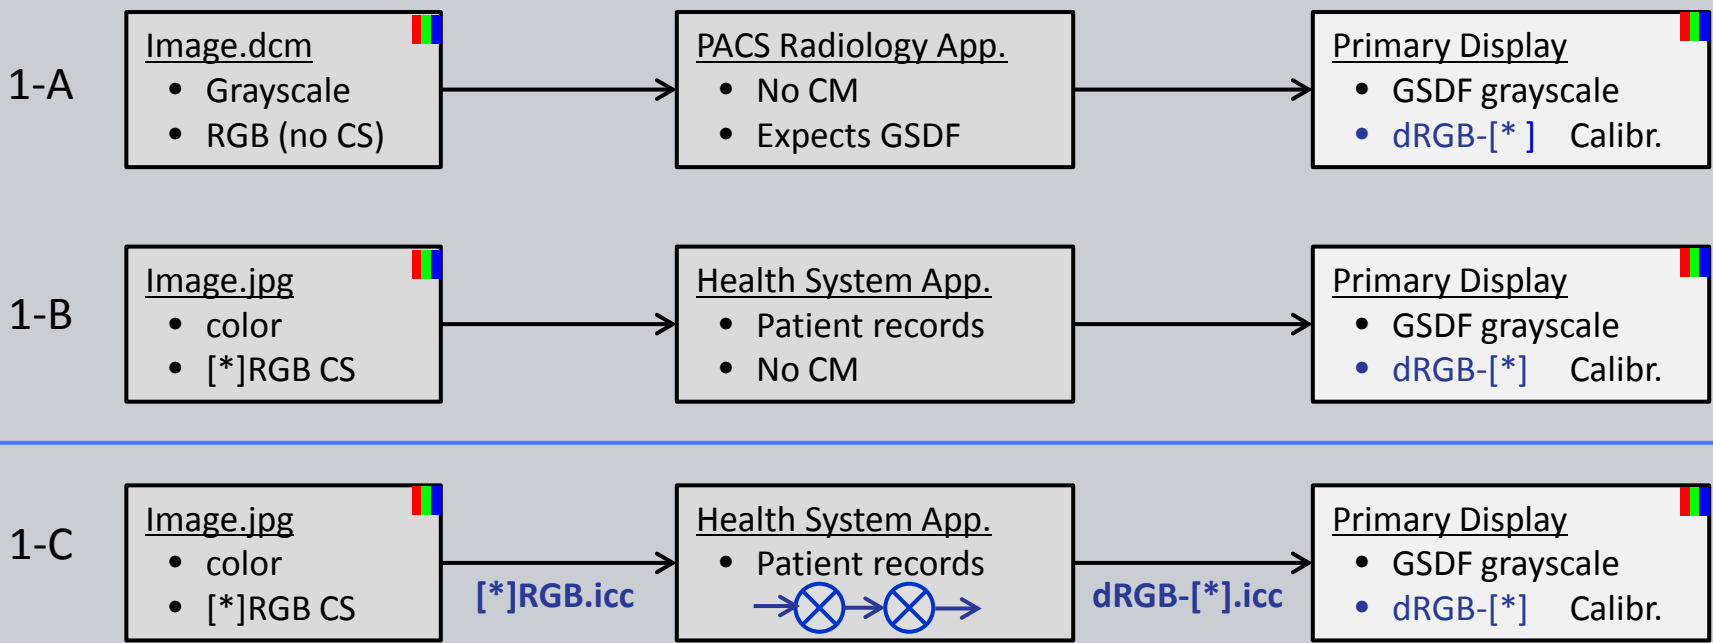 1-A
Image.dcm
• Grayscale
• RGB (no CS)
PACS Radiology App.
• No CM
• Expects GSDF
Primary Display
• GSDF grayscale
• dRGB-[* ] Calibr.
1-B
Image.jpg
• color
• [*]RGB CS
Health System App.
• Patient records
• No CM
Primary Display
• GSDF grayscale
• dRGB-[*] Calibr.
1-C
Image.jpg
• color
• [*]RGB CS
[*]RGB.icc
Health System App.
• Patient records
dRGB-[*].icc
Primary Display
• GSDF grayscale
• dRGB-[*] Calibr.